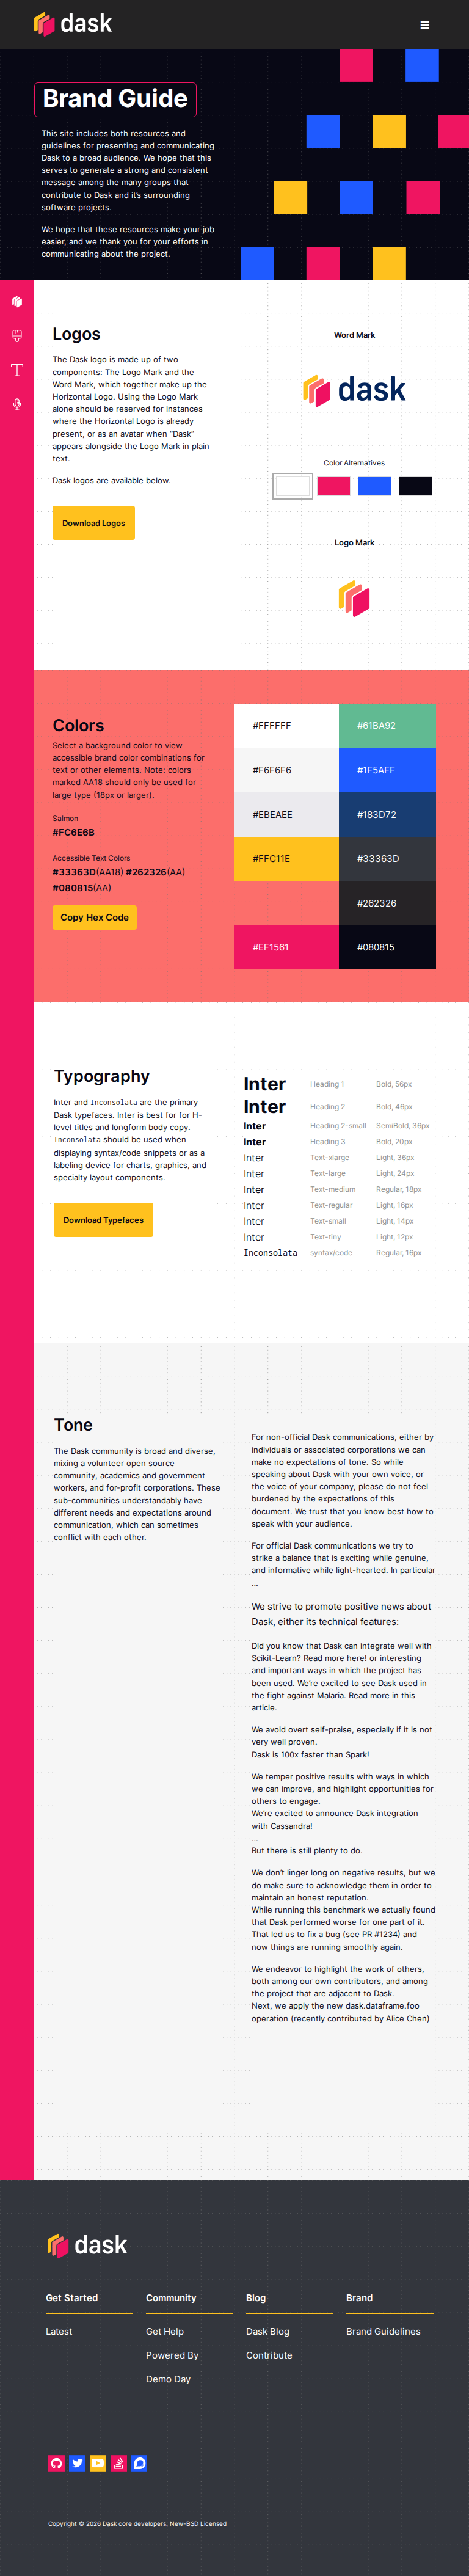 dask
Brand Guide
This site includes both resources and
guidelines for presenting and communicating
Dask to a broad audience. We hope that this
serves to generate a strong and consistent
message among the many groups that
contribute to Dask and it's surrounding
software projects.
We hope that these resources make your job
easier, and we thank you for your efforts in
communicating about the project.
Logos
The Dask logo is made up of two
components: The Logo Mark and the
Word Mark, which together make up the
Horizontal Logo. Using the Logo Mark
alone should be reserved for instances
where the Horizontal Logo is already
present, or as an avatar when "Dask"
appears alongside the Logo Mark in plain
text.
Dask logos are available below.
Download Logos
Word Mark
dask
Color Alternatives
Logo Mark
Colors
Select a background color to view
accessible brand color combinations for
text or other elements. Note: colors
marked AA18 should only be used for
large type (18px or larger).
Salmon
#FC6E6B
Accessible Text Colors
#33363D(AA18) #262326(AA)
#080815(AA)
Copy Hex Code
#FFFFFF
#61BA92
#F6F6F6
#1F5AFF
#EBEAEE
#183D72
#FFC11E
#33363D
#262326
#EF1561
#080815
Typography
Inter and Inconsolata are the primary
Dask typefaces. Inter is best for for H-
level titles and longform body copy.
Inconsolata should be used when
displaying syntax/code snippets or as a
labeling device for charts, graphics, and
specialty layout components.
Download Typefaces
Inter Heading 1 Bold, 56px
Inter Heading 2 Bold, 46px
Inter Heading 2-small SemiBold, 36px
Inter Heading 3 Bold, 20px
Inter Text-xlarge Light, 36px
Inter Text-large Light, 24px
Inter Text-medium Regular, 18px
Inter Text-regular Light, 16px
Inter Text-small Light, 14px
Inter Text-tiny Light, 12px
Inconsolata syntax/code Regular, 16px
Tone
The Dask community is broad and diverse,
mixing a volunteer open source
community, academics and government
workers, and for-profit corporations. These
sub-communities understandably have
different needs and expectations around
communication, which can sometimes
conflict with each other.
For non-official Dask communications, either by
individuals or associated corporations we can
make no expectations of tone. So while
speaking about Dask with your own voice, or
the voice of your company, please do not feel
burdened by the expectations of this
document. We trust that you know best how to
speak with your audience.
For official Dask communications we try to
strike a balance that is exciting while genuine,
and informative while light-hearted. In particular
...
We strive to promote positive news about
Dask, either its technical features:
Did you know that Dask can integrate well with
Scikit-Learn? Read more here! or interesting
and important ways in which the project has
been used. We're excited to see Dask used in
the fight against Malaria. Read more in this
article.
We avoid overt self-praise, especially if it is not
very well proven.
Dask is 100x faster than Spark!
We temper positive results with ways in which
we can improve, and highlight opportunities for
others to engage.
We're excited to announce Dask integration
with Cassandra!
...
But there is still plenty to do.
We don't linger long on negative results, but we
do make sure to acknowledge them in order to
maintain an honest reputation.
While running this benchmark we actually found
that Dask performed worse for one part of it.
That led us to fix a bug (see PR #1234) and
now things are running smoothly again.
We endeavor to highlight the work of others,
both among our own contributors, and among
the project that are adjacent to Dask.
Next, we apply the new dask.dataframe.foo
operation (recently contributed by Alice Chen)
dask
Get Started
Latest
Community
Get Help
Powered By
Demo Day
Blog
Dask Blog
Contribute
Brand
Brand Guidelines
Copyright © 2026 Dask core developers. New-BSD Licensed